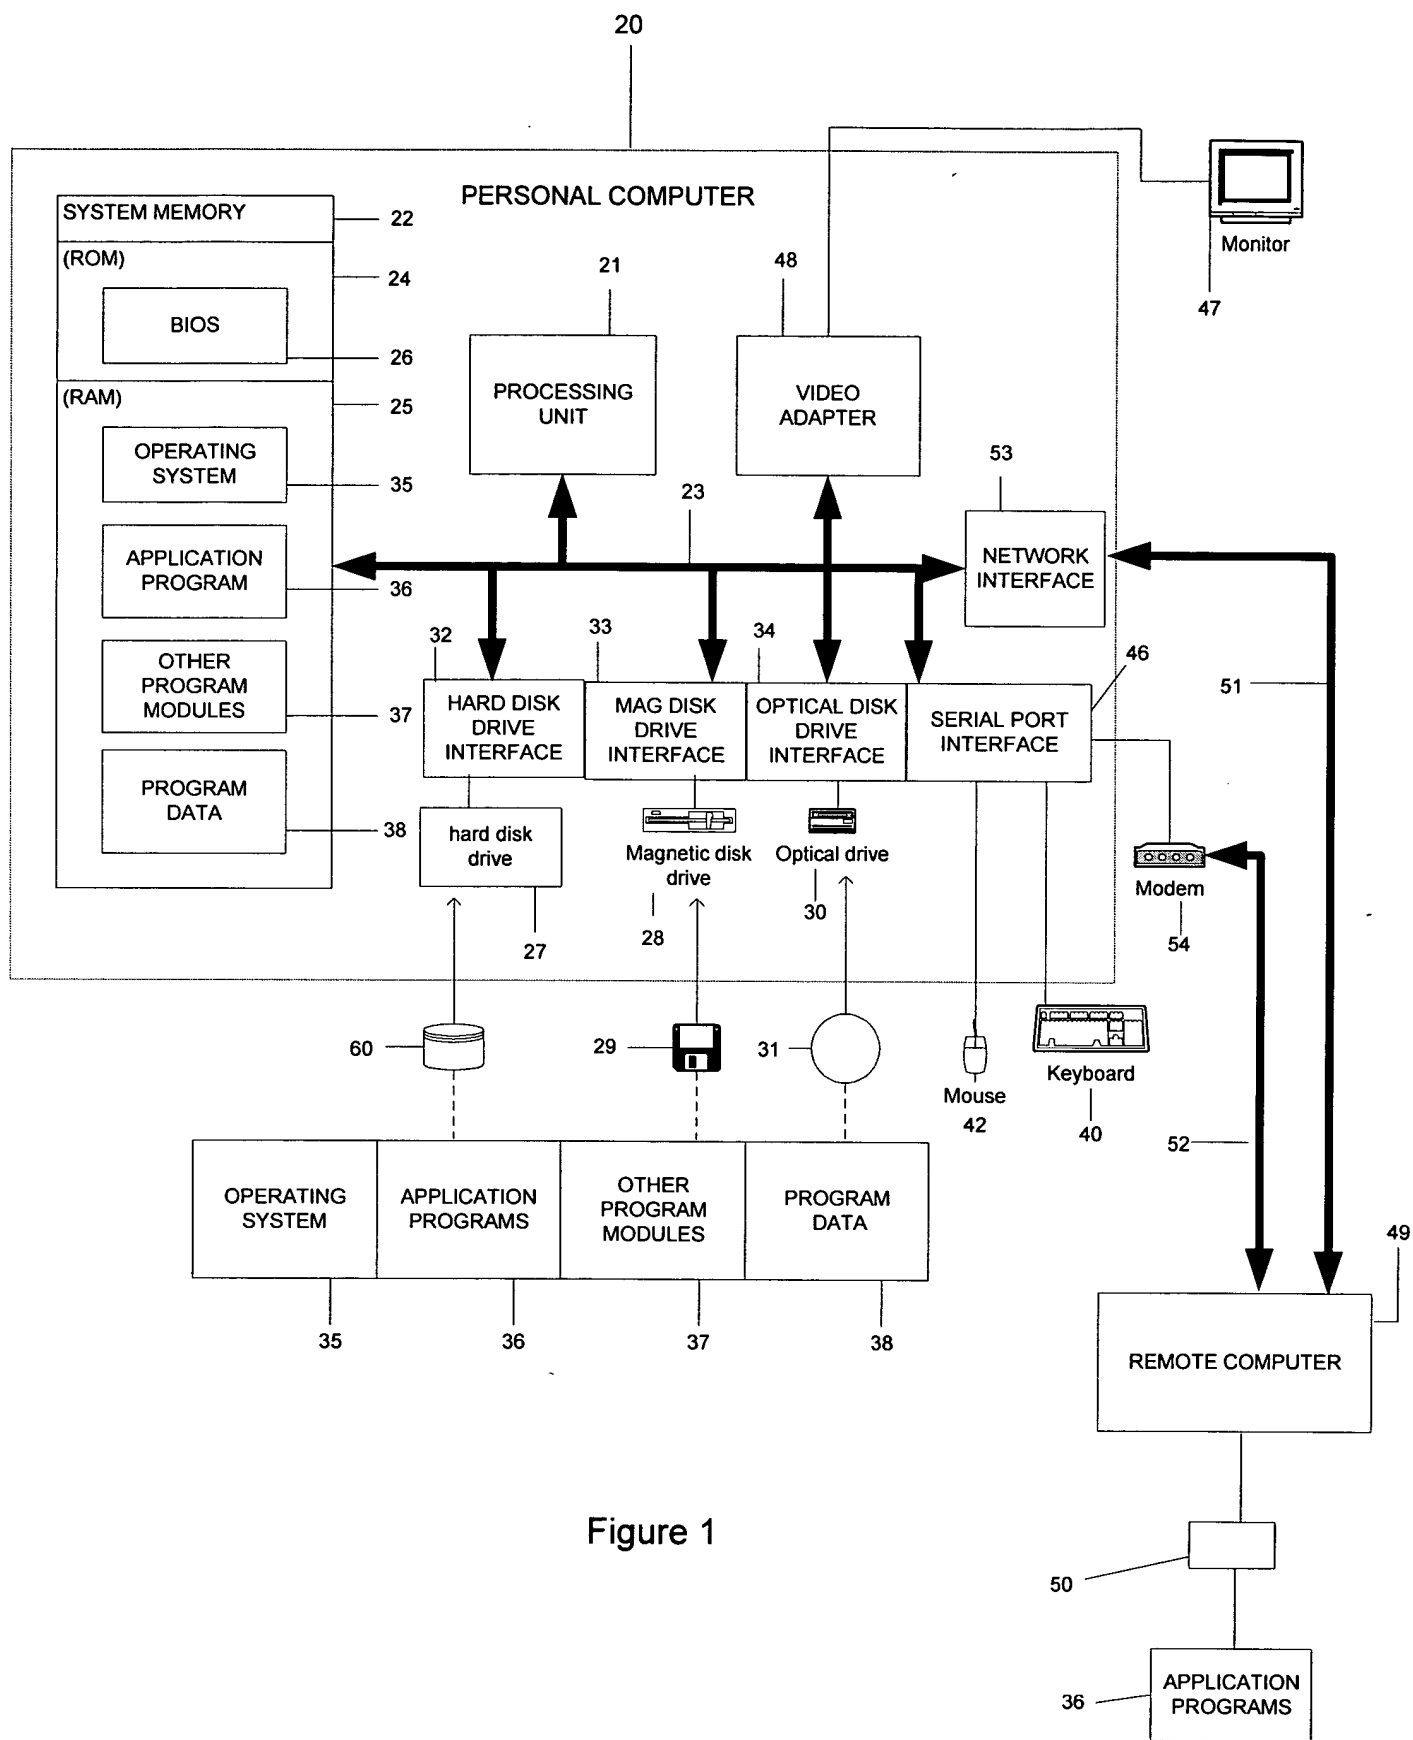 20
PERSONAL COMPUTER
SYSTEM MEMORY
22
(ROM)
24
BIOS
26
(RAM)
25
OPERATING
SYSTEM
35
APPLICATION
PROGRAM
36
OTHER
PROGRAM
MODULES
37
PROGRAM
DATA
38
21
PROCESSING
UNIT
48
VIDEO
ADAPTER
Monitor
47
23
53
NETWORK
INTERFACE
32
HARD DISK
DRIVE
INTERFACE
33
MAG DISK
DRIVE
INTERFACE
34
OPTICAL DISK
DRIVE
INTERFACE
46
SERIAL PORT
INTERFACE
51
hard disk
drive
27
Magnetic disk
drive
28
Optical drive
30
Modem
54
60
29
31
Mouse
42
Keyboard
40
52
OPERATING
SYSTEM
APPLICATION
PROGRAMS
OTHER
PROGRAM
MODULES
PROGRAM
DATA
35
36
37
38
49
REMOTE COMPUTER
Figure 1
50
36
APPLICATION
PROGRAMS